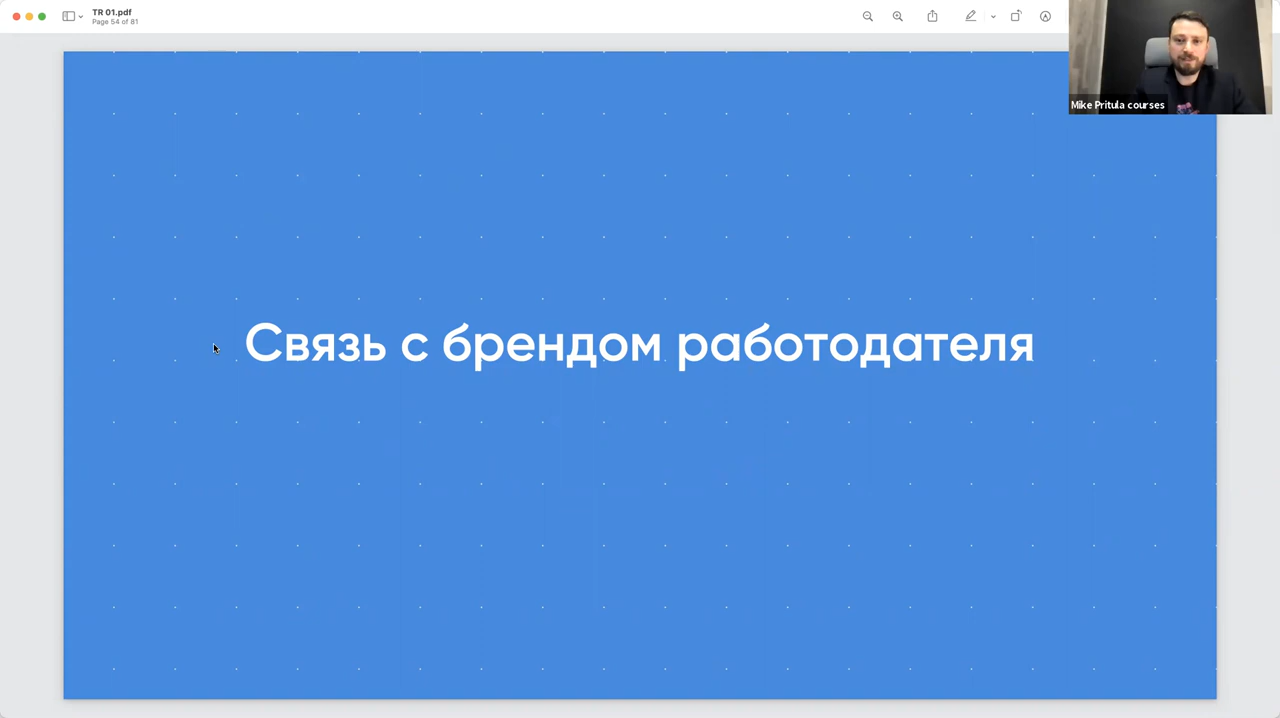 TR 01.pdf
Page 54 of 81
Mike Pritula courses
Связь с брендом работодателя